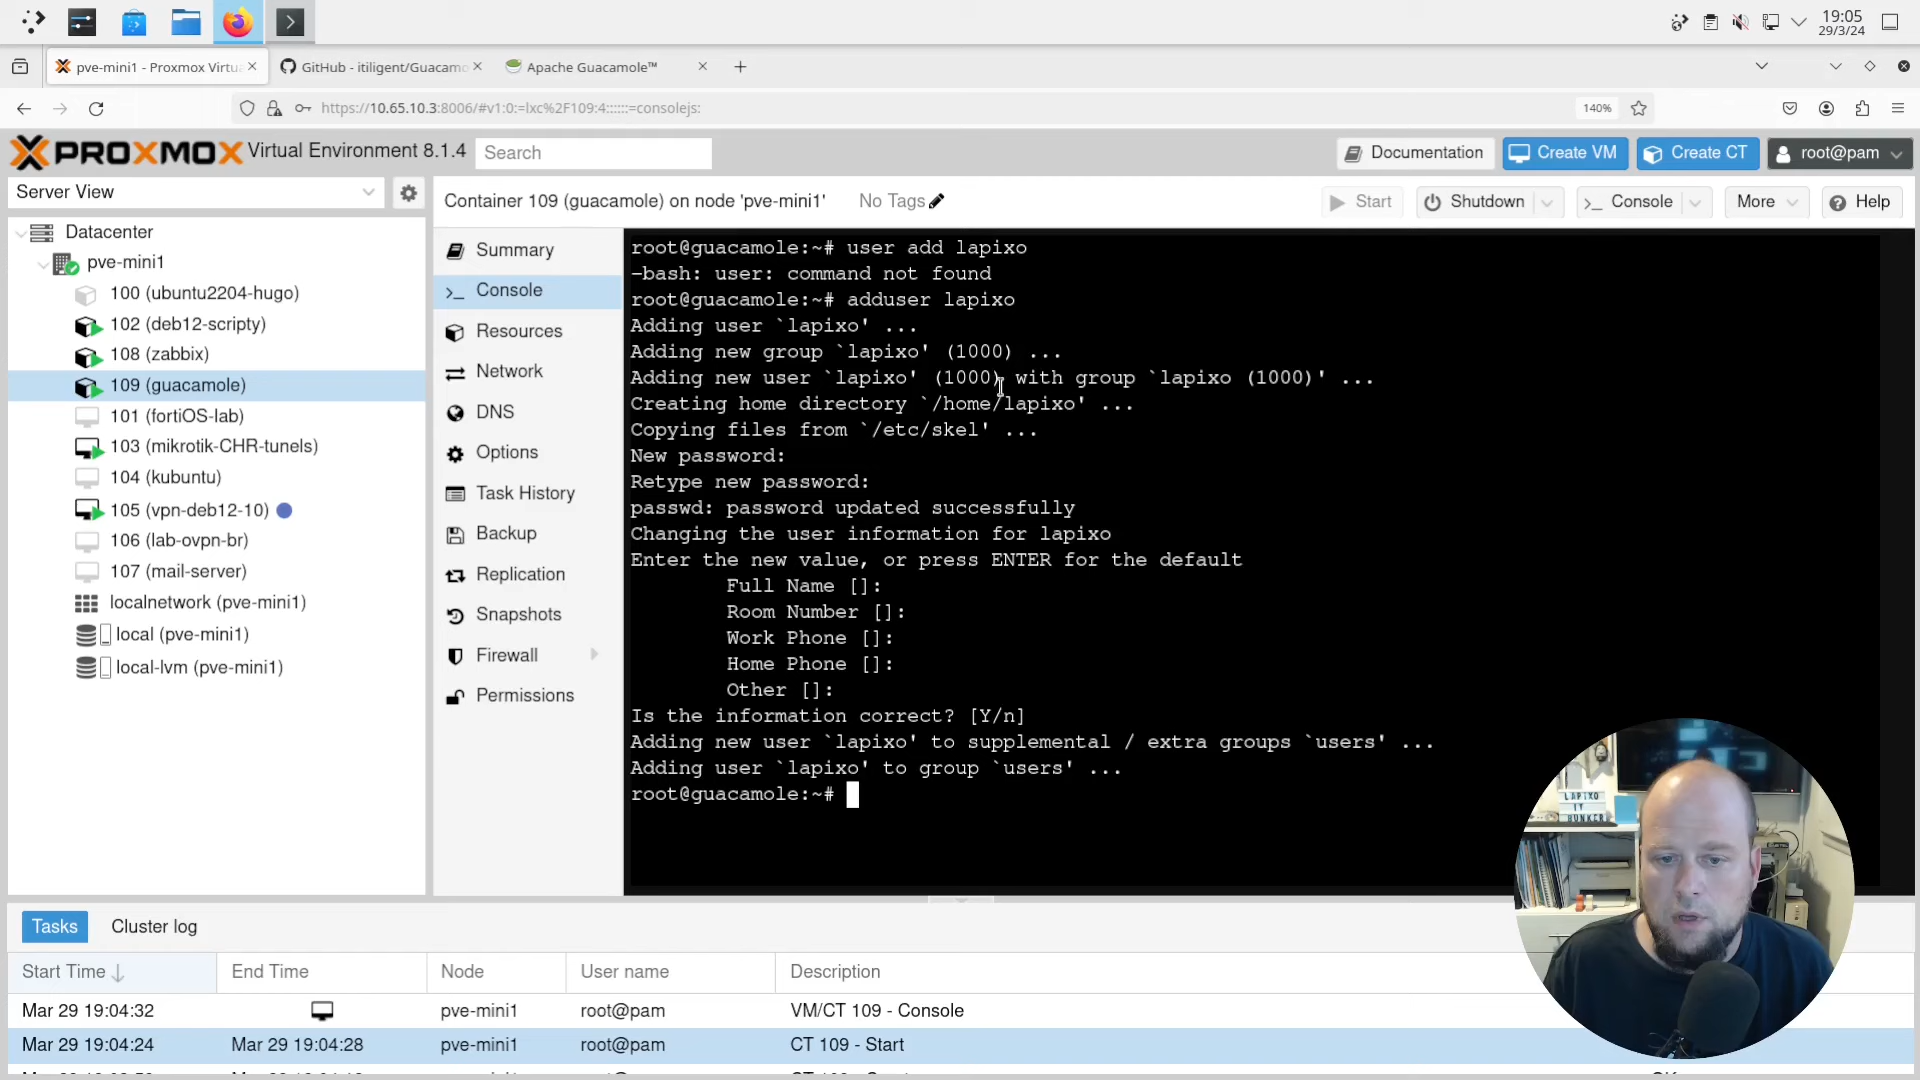 19:05
29/3/24
pve-mini1 - Proxmox Virtua
GitHub - itiligent/Guacamo
Apache Guacamole™
https://10.65.10.3:8006/#v1:0:=lxc%2F109:4::::::=consolejs:
140%
PROXMOX Virtual Environment 8.1.4
Search
Documentation
Create VM
Create CT
root@pam
Server View
Container 109 (guacamole) on node 'pve-mini1'
No Tags
Start
Shutdown
Console
More
Help
Datacenter
pve-mini1
100 (ubuntu2204-hugo)
102 (deb12-scripty)
108 (zabbix)
109 (guacamole)
101 (fortiOS-lab)
103 (mikrotik-CHR-tunels)
104 (kubuntu)
105 (vpn-deb12-10)
106 (lab-ovpn-br)
107 (mail-server)
localnetwork (pve-mini1)
local (pve-mini1)
local-lvm (pve-mini1)
Summary
Console
Resources
Network
DNS
Options
Task History
Backup
Replication
Snapshots
Firewall
Permissions
root@guacamole:~# user add lapixo
-bash: user: command not found
root@guacamole:~# adduser lapixo
Adding user `lapixo' ...
Adding new group `lapixo' (1000) ...
Adding new user `lapixo' (1000) with group `lapixo (1000)' ...
Creating home directory `/home/lapixo' ...
Copying files from `/etc/skel' ...
New password:
Retype new password:
passwd: password updated successfully
Changing the user information for lapixo
Enter the new value, or press ENTER for the default
Full Name []:
Room Number []:
Work Phone []:
Home Phone []:
Other []:
Is the information correct? [Y/n]
Adding new user `lapixo' to supplemental / extra groups `users' ...
Adding user `lapixo' to group `users' ...
root@guacamole:~#
LAPIXO
IT
BUNKER
Tasks
Cluster log
Start Time
End Time
Node
User name
Description
Mar 29 19:04:32
pve-mini1
root@pam
VM/CT 109 - Console
Mar 29 19:04:24
Mar 29 19:04:28
pve-mini1
root@pam
CT 109 - Start